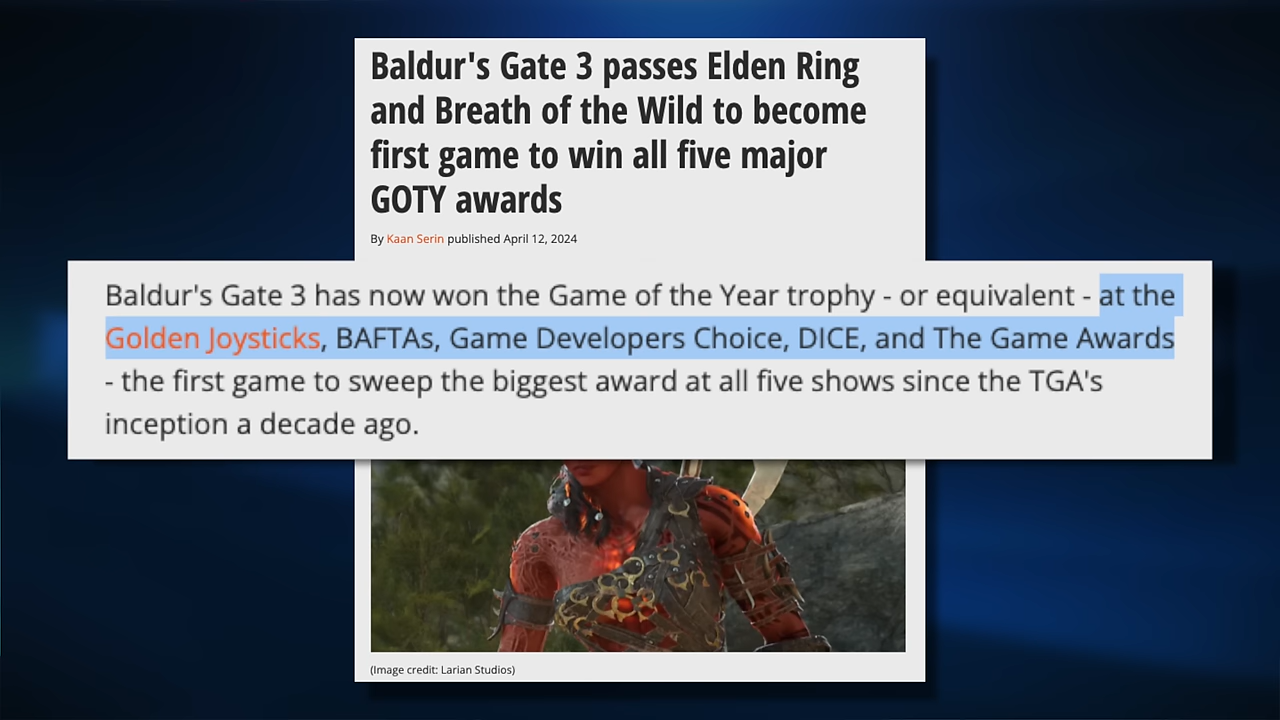 Baldur's Gate 3 passes Elden Ring
and Breath of the Wild to become
first game to win all five major
GOTY awards
By Kaan Serin published April 12, 2024
Baldur's Gate 3 has now won the Game of the Year trophy - or equivalent - at the
Golden Joysticks, BAFTAs, Game Developers Choice, DICE, and The Game Awards
- the first game to sweep the biggest award at all five shows since the TGA's
inception a decade ago.
(Image credit: Larian Studios)